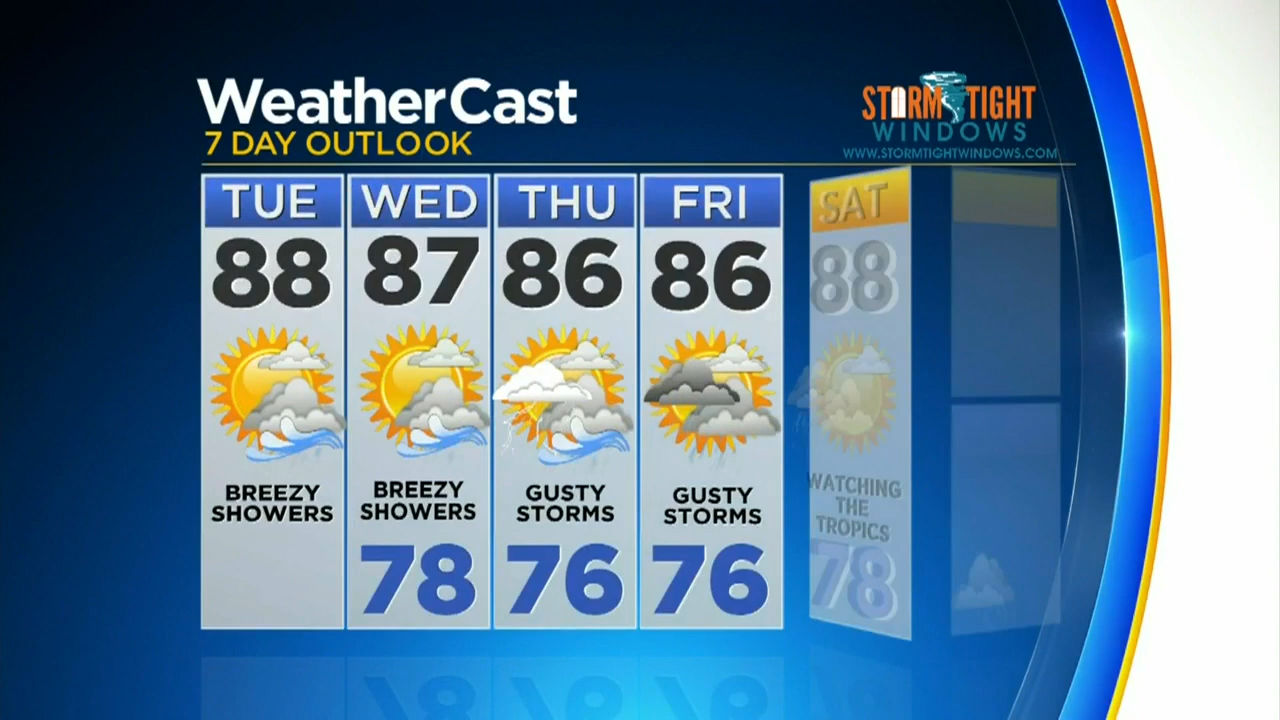 WeatherCast
7 DAY OUTLOOK
STORM TIGHT
WINDOWS
WWW.STORMTIGHTWINDOWS.COM
TUE
88
BREEZY
SHOWERS
WED
87
BREEZY
SHOWERS
78
THU
86
GUSTY
STORMS
76
FRI
86
GUSTY
STORMS
76
SAT
88
WATCHING
THE
TROPICS
78